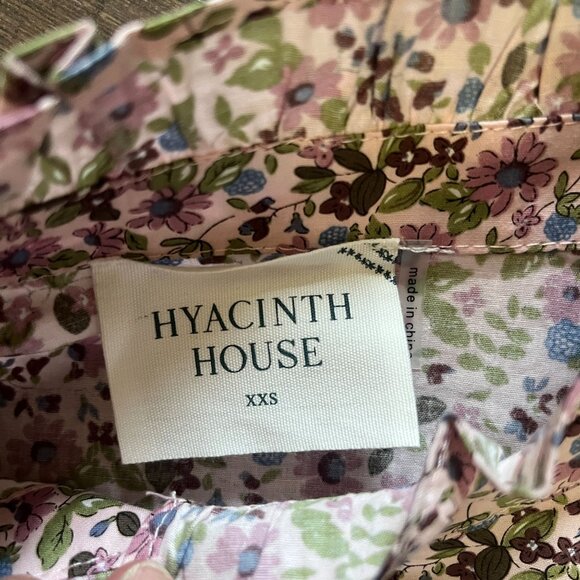 HYACINTH
HOUSE
XXS
made in china